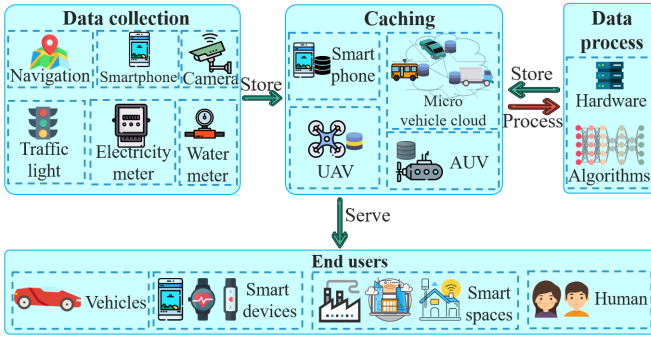 Data collection
Navigation
Smartphone
Camera
Traffic
light
Electricity
meter
Water
meter
Store
Caching
Smart
phone
Micro
vehicle cloud
UAV
AUV
Store
Process
Data
process
Hardware
Algorithms
Serve
End users
Vehicles
Smart
devices
Smart
spaces
Human